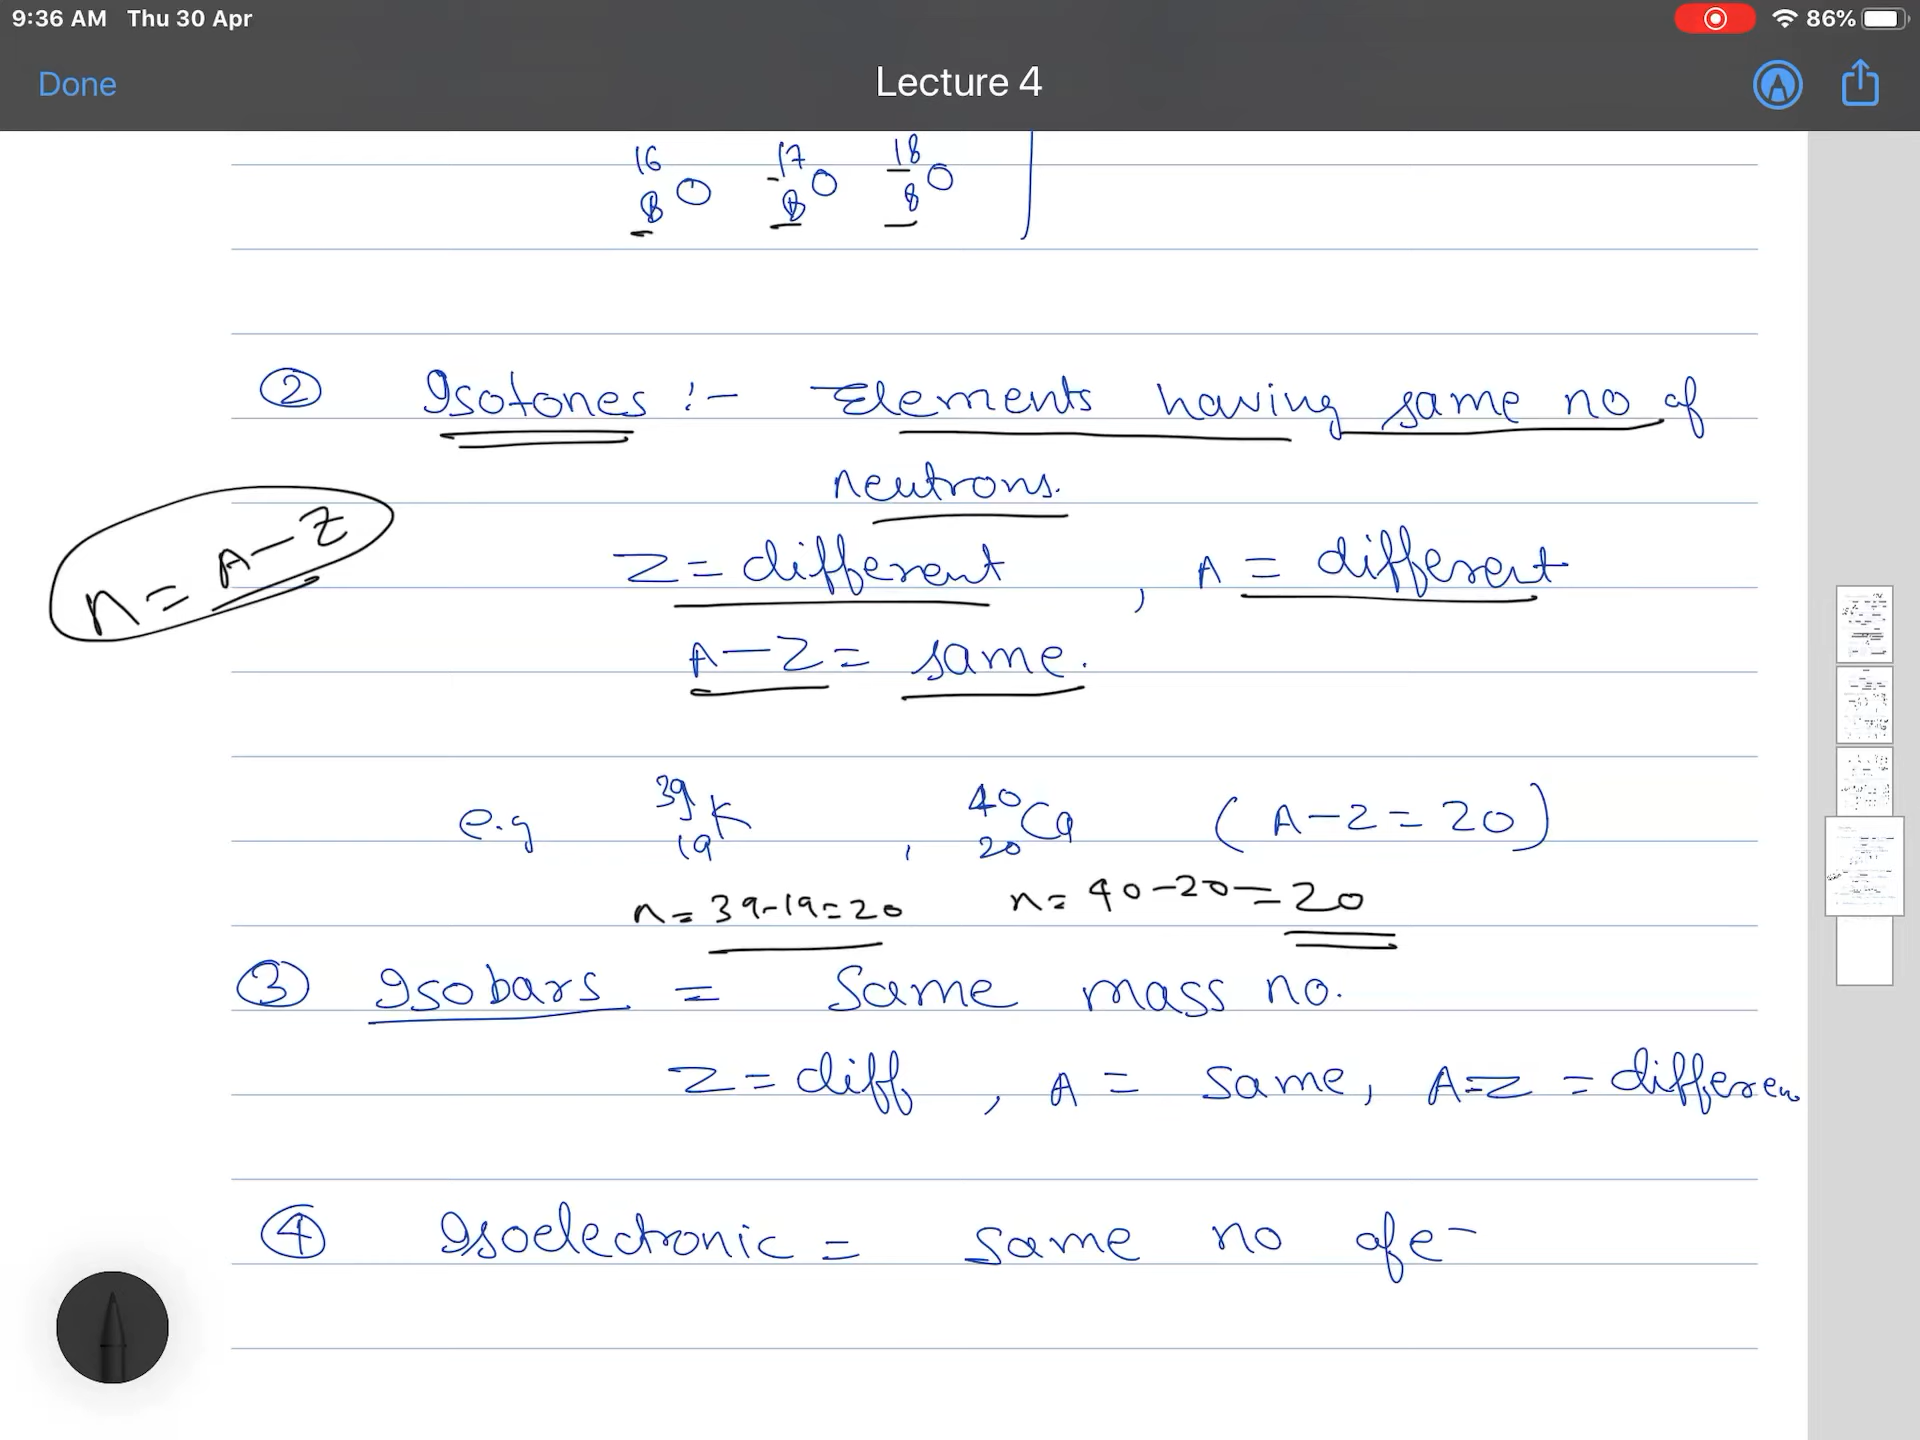 9:36 AM Thu 30 Apr 86%
Done Lecture 4
16 8 O 17 8 O 18 8 O
② Isotones :- Elements having same no of
neutrons.
n = A - Z
Z = different , A = different
A - Z = same.
e.g 39 19 K , 40 20 Ca (A - Z = 20)
n = 39-19=20 n = 40-20=20
③ Isobars = Same mass no.
Z = diff , A = same, A-Z = differen
④ Isoelectronic = same no of e-